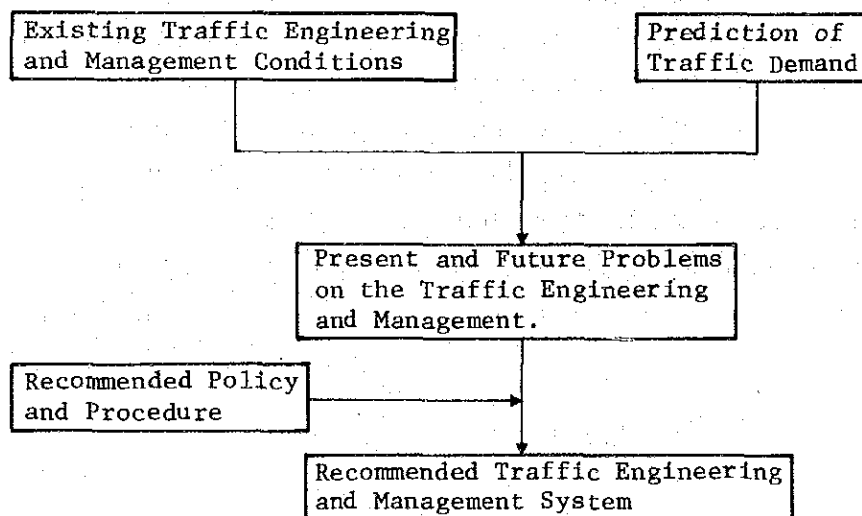 Existing Traffic Engineering
and Management Conditions
Prediction of
Traffic Demand
Present and Future Problems
on the Traffic Engineering
and Management.
Recommended Policy
and Procedure
Recommended Traffic Engineering
and Management System